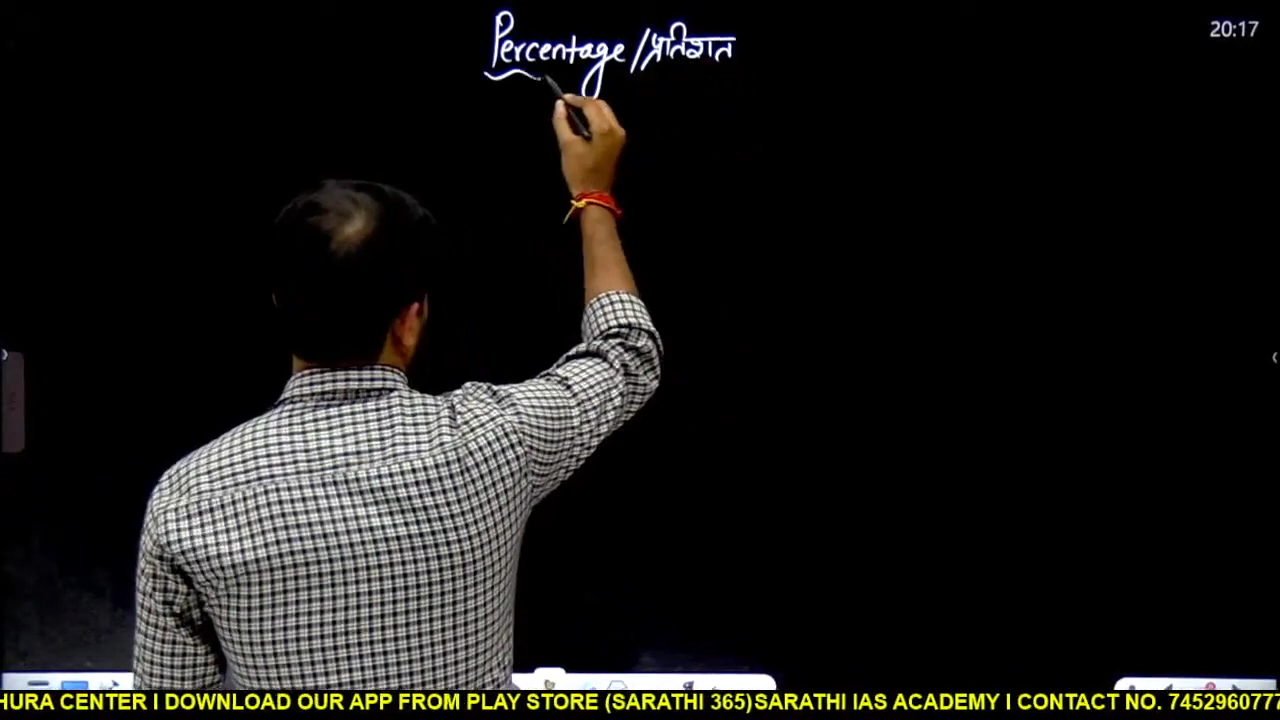 20:17
Percentage / प्रतिशत
HURA CENTER I DOWNLOAD OUR APP FROM PLAY STORE (SARATHI 365)SARATHI IAS ACADEMY I CONTACT NO. 7452960777